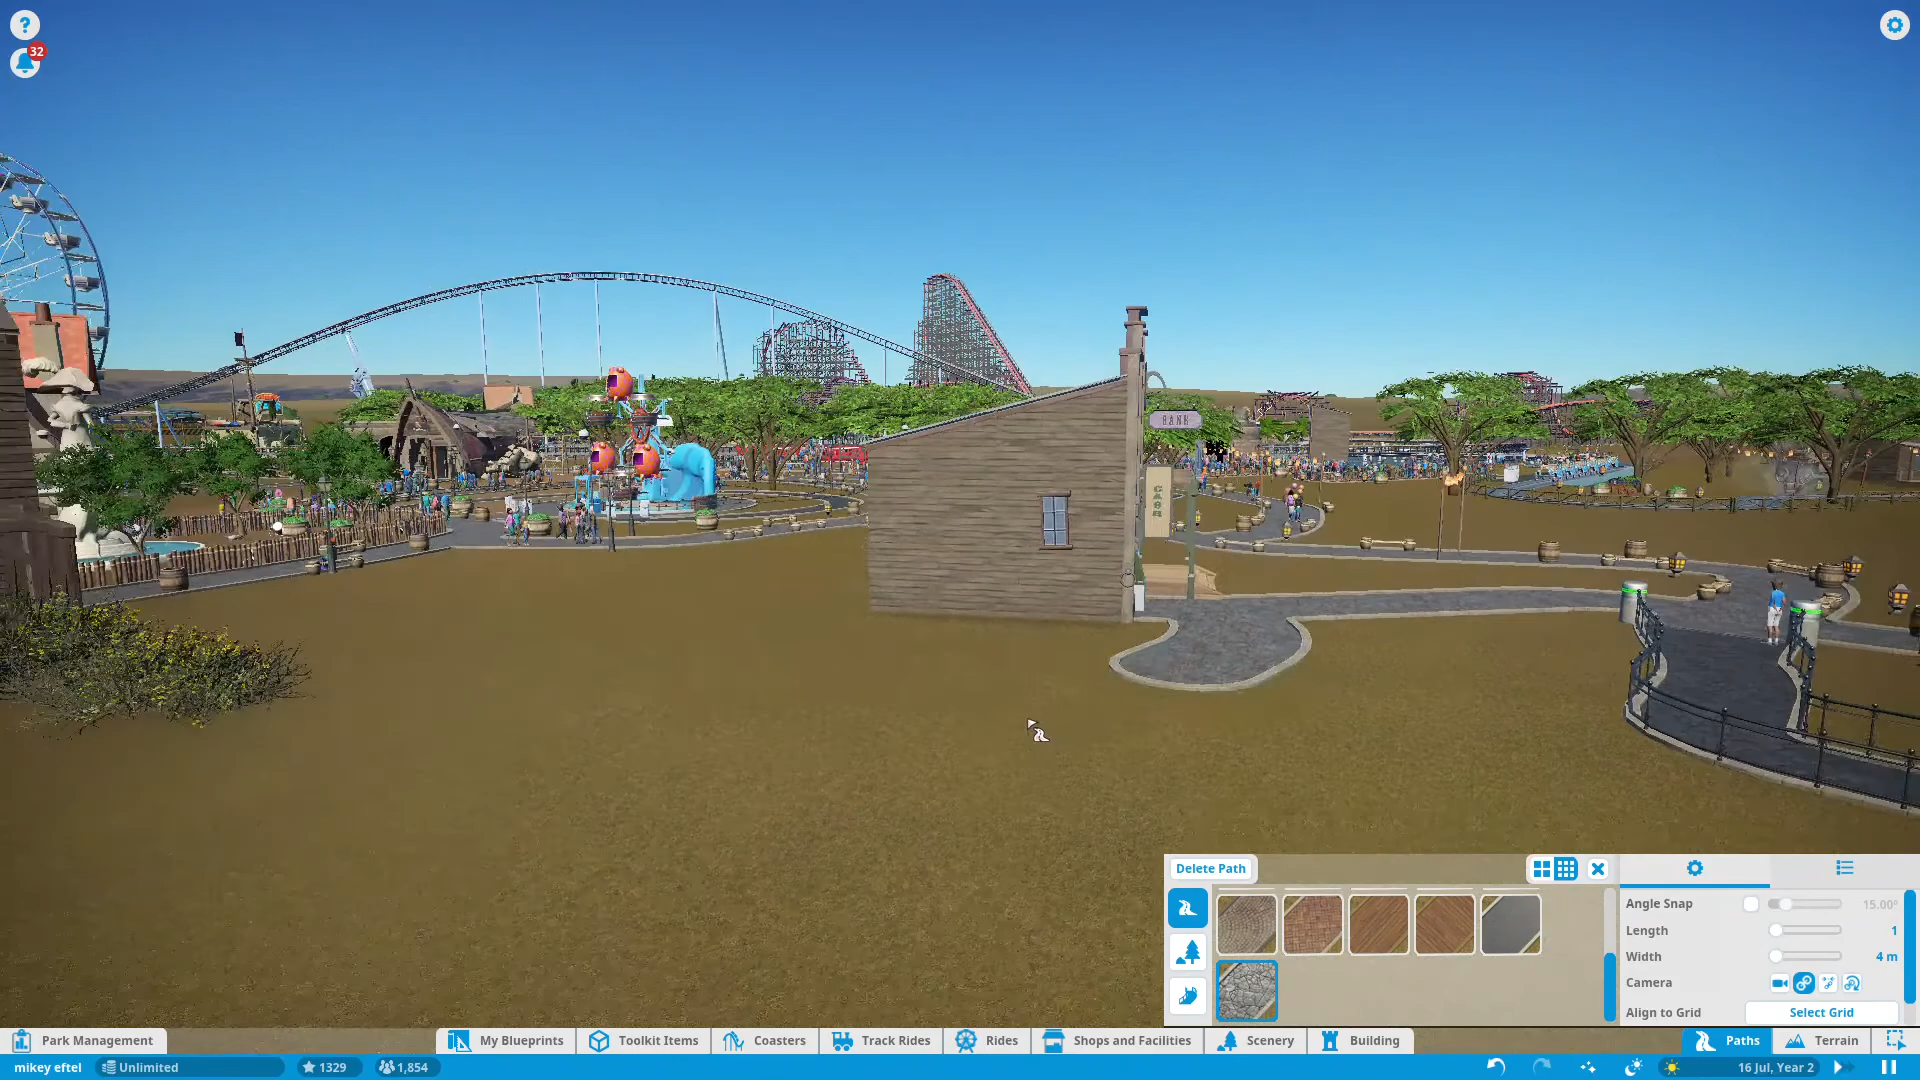 ?
32
BANK
CASH
Delete Path
Angle Snap 15.00°
Length 1
Width 4 m
Camera
Align to Grid Select Grid
Park Management My Blueprints Toolkit Items Coasters Track Rides Rides Shops and Facilities Scenery Building Paths Terrain
mikey eftel Unlimited 1329 1,854 16 Jul, Year 2